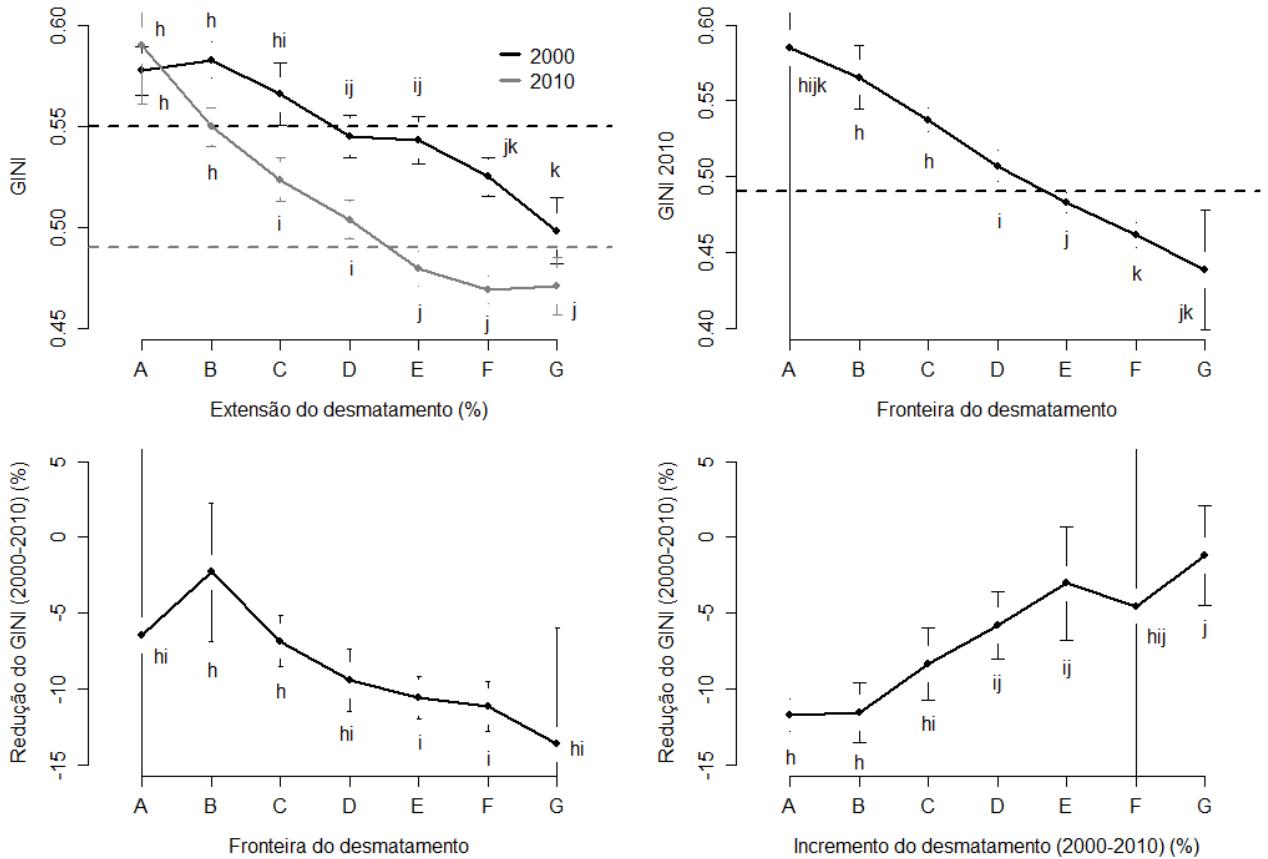 0.60
0.55
0.50
0.45
GINI
h
h
hi
ij
ij
jk
k
h
h
i
i
j
j
j
2000
2010
A B C D E F G
Extensão do desmatamento (%)
0.55
0.50
0.45
0.40
GINI 2010
hijk
h
h
i
j
k
jk
A B C D E F G
Fronteira do desmatamento
5
0
-5
-10
-15
Redução do GINI (2000-2010) (%)
hi
h
h
hi
i
i
hi
A B C D E F G
Fronteira do desmatamento
5
0
-5
-10
-15
Redução do GINI (2000-2010) (%)
h
h
hi
ij
ij
hij
j
A B C D E F G
Incremento do desmatamento (2000-2010) (%)